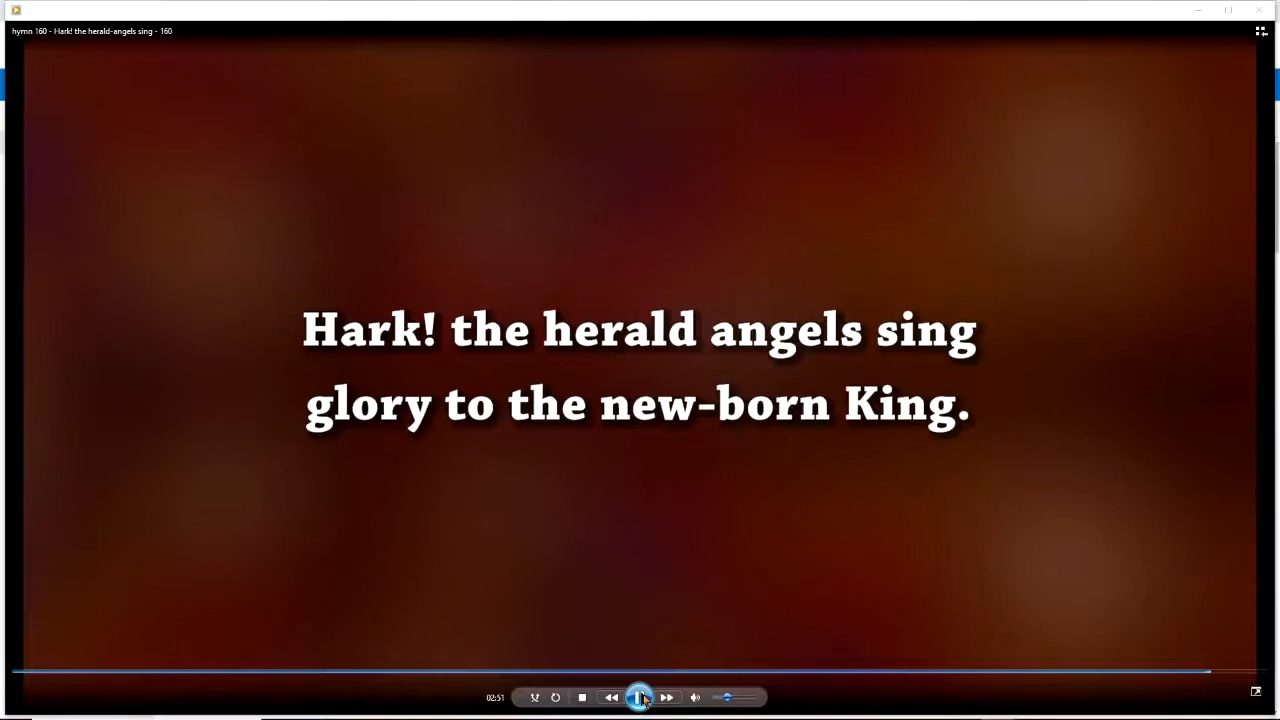 hymn 160 - Hark! the herald-angels sing - 160
Hark! the herald angels sing
glory to the new-born King.
02:51